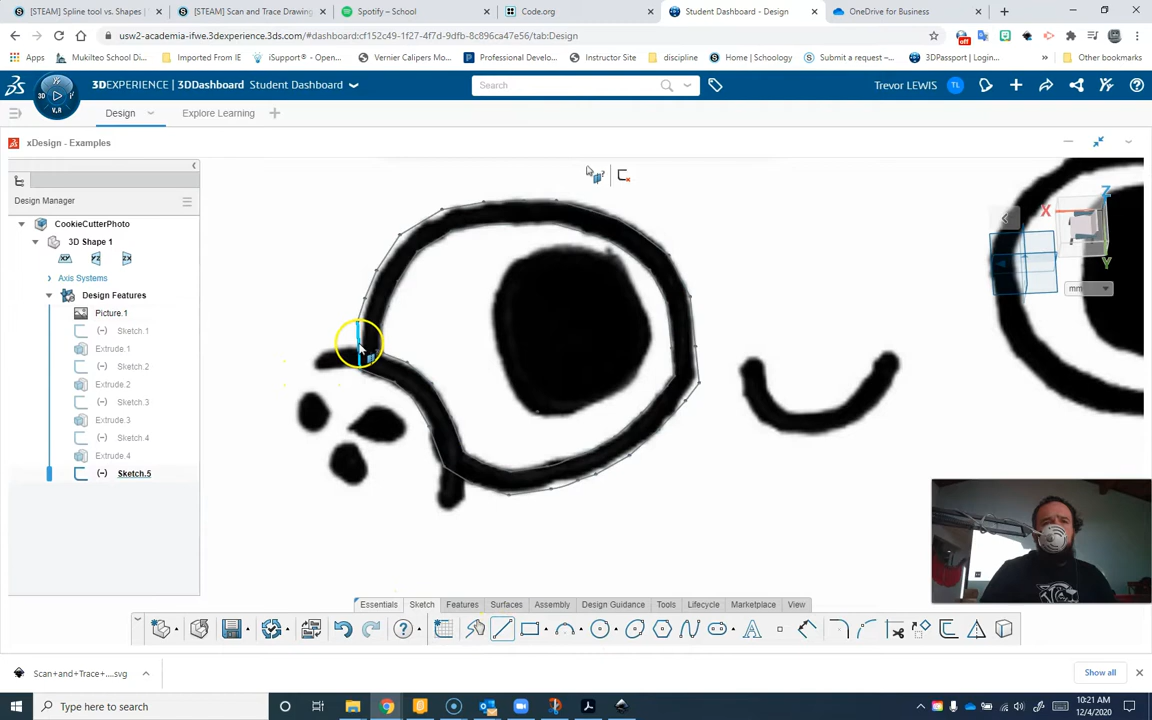 [STEAM] Spline tool vs. Shapes |
[STEAM] Scan and Trace Drawing
Spotify – School
Code.org
Student Dashboard - Design
OneDrive for Business
usw2-academia-ifwe.3dexperience.3ds.com/#dashboard:cf152c49-1f27-4f7d-9dfb-8c896ca47e56/tab:Design
Apps
Mukilteo School Di...
Imported From IE
iSupport® - Open...
Vernier Calipers Mo...
Professional Devel...
Instructor Site
discipline
Home | Schoology
Submit a request –...
3DPassport | Login...
Other bookmarks
3DEXPERIENCE | 3DDashboard Student Dashboard
Search
Trevor LEWIS
TL
3D
V.R
Design
Explore Learning
xDesign - Examples
Design Manager
CookieCutterPhoto
3D Shape 1
Axis Systems
Design Features
Picture.1
(–) Sketch.1
Extrude.1
(–) Sketch.2
Extrude.2
(–) Sketch.3
Extrude.3
(–) Sketch.4
Extrude.4
(–) Sketch.5
Z
X
Y
mm
Essentials
Sketch
Features
Surfaces
Assembly
Design Guidance
Tools
Lifecycle
Marketplace
View
Scan+and+Trace+....svg
Show all
Type here to search
10:21 AM
12/4/2020